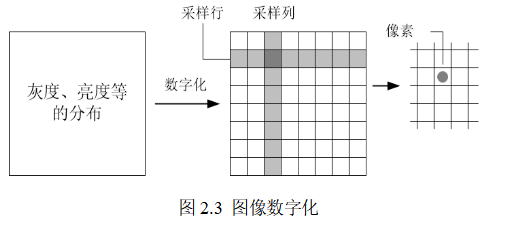 采样行
采样列
像素
灰度、亮度等
的分布
数字化
图 2.3 图像数字化